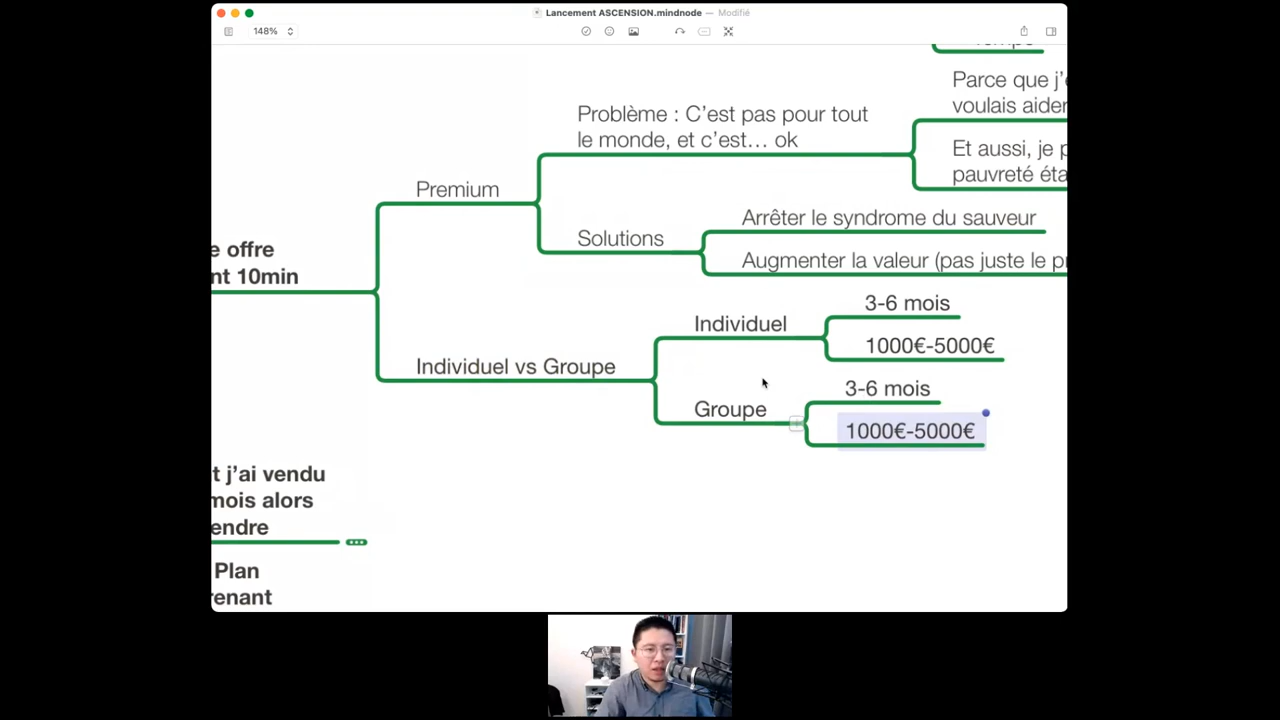 Lancement ASCENSION.mindnode — Modifié
148%
Parce que j'
voulais aider
Problème : C'est pas pour tout
le monde, et c'est… ok
Et aussi, je
pauvreté
Premium
Arrêter le syndrome du sauveur
Solutions
Augmenter la valeur (pas juste le
e offre
nt 10min
3-6 mois
Individuel
1000€-5000€
Individuel vs Groupe
3-6 mois
Groupe
1000€-5000€
t j'ai vendu
mois alors
endre
Plan
enant